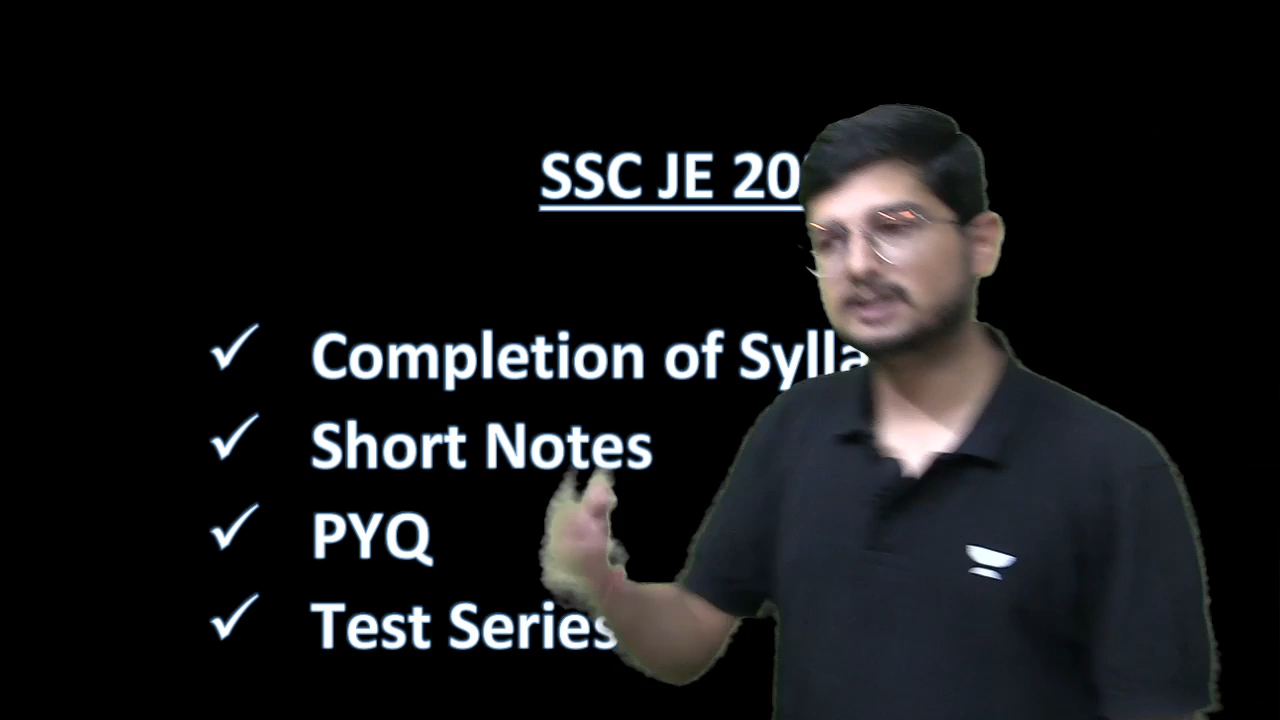 SSC JE 20
✓ Completion of Sylla
✓ Short Notes
✓ PYQ
✓ Test Series